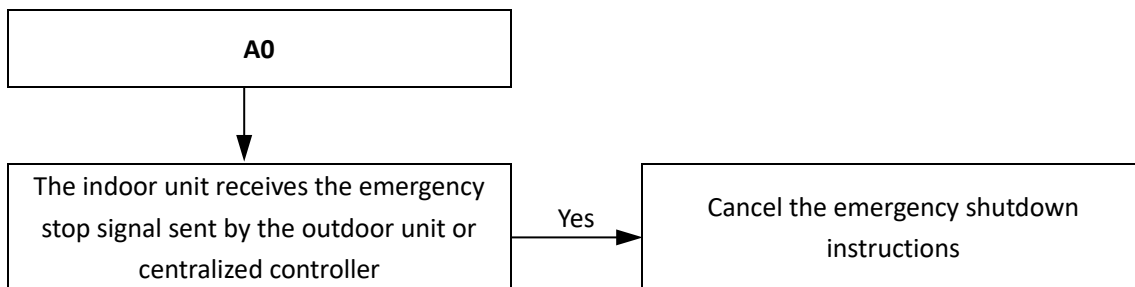 A0
The indoor unit receives the emergency
stop signal sent by the outdoor unit or
centralized controller
Yes
Cancel the emergency shutdown
instructions